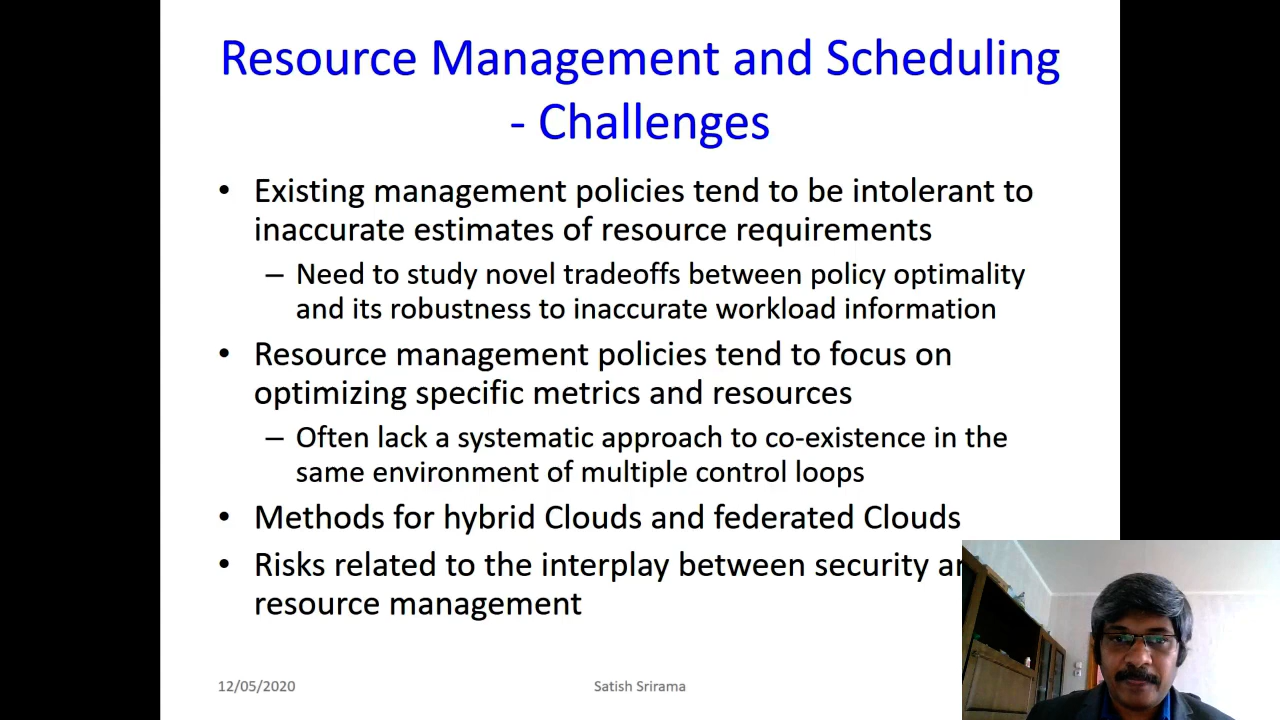 Resource Management and Scheduling
- Challenges
• Existing management policies tend to be intolerant to
inaccurate estimates of resource requirements
– Need to study novel tradeoffs between policy optimality
and its robustness to inaccurate workload information
• Resource management policies tend to focus on
optimizing specific metrics and resources
– Often lack a systematic approach to co-existence in the
same environment of multiple control loops
• Methods for hybrid Clouds and federated Clouds
• Risks related to the interplay between security
resource management
12/05/2020
Satish Srirama